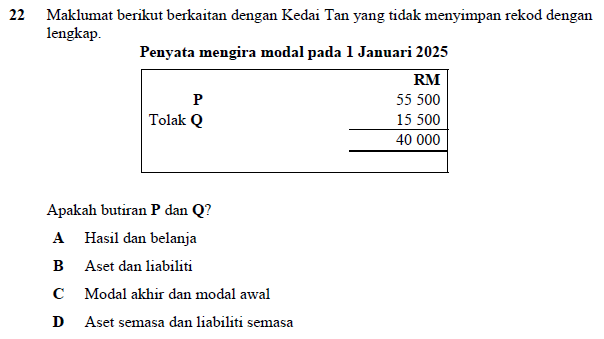 22 Maklumat berikut berkaitan dengan Kedai Tan yang tidak menyimpan rekod dengan
lengkap.
Penyata mengira modal pada 1 Januari 2025
RM
P 55 500
Tolak Q 15 500
40 000
Apakah butiran P dan Q?
A Hasil dan belanja
B Aset dan liabiliti
C Modal akhir dan modal awal
D Aset semasa dan liabiliti semasa